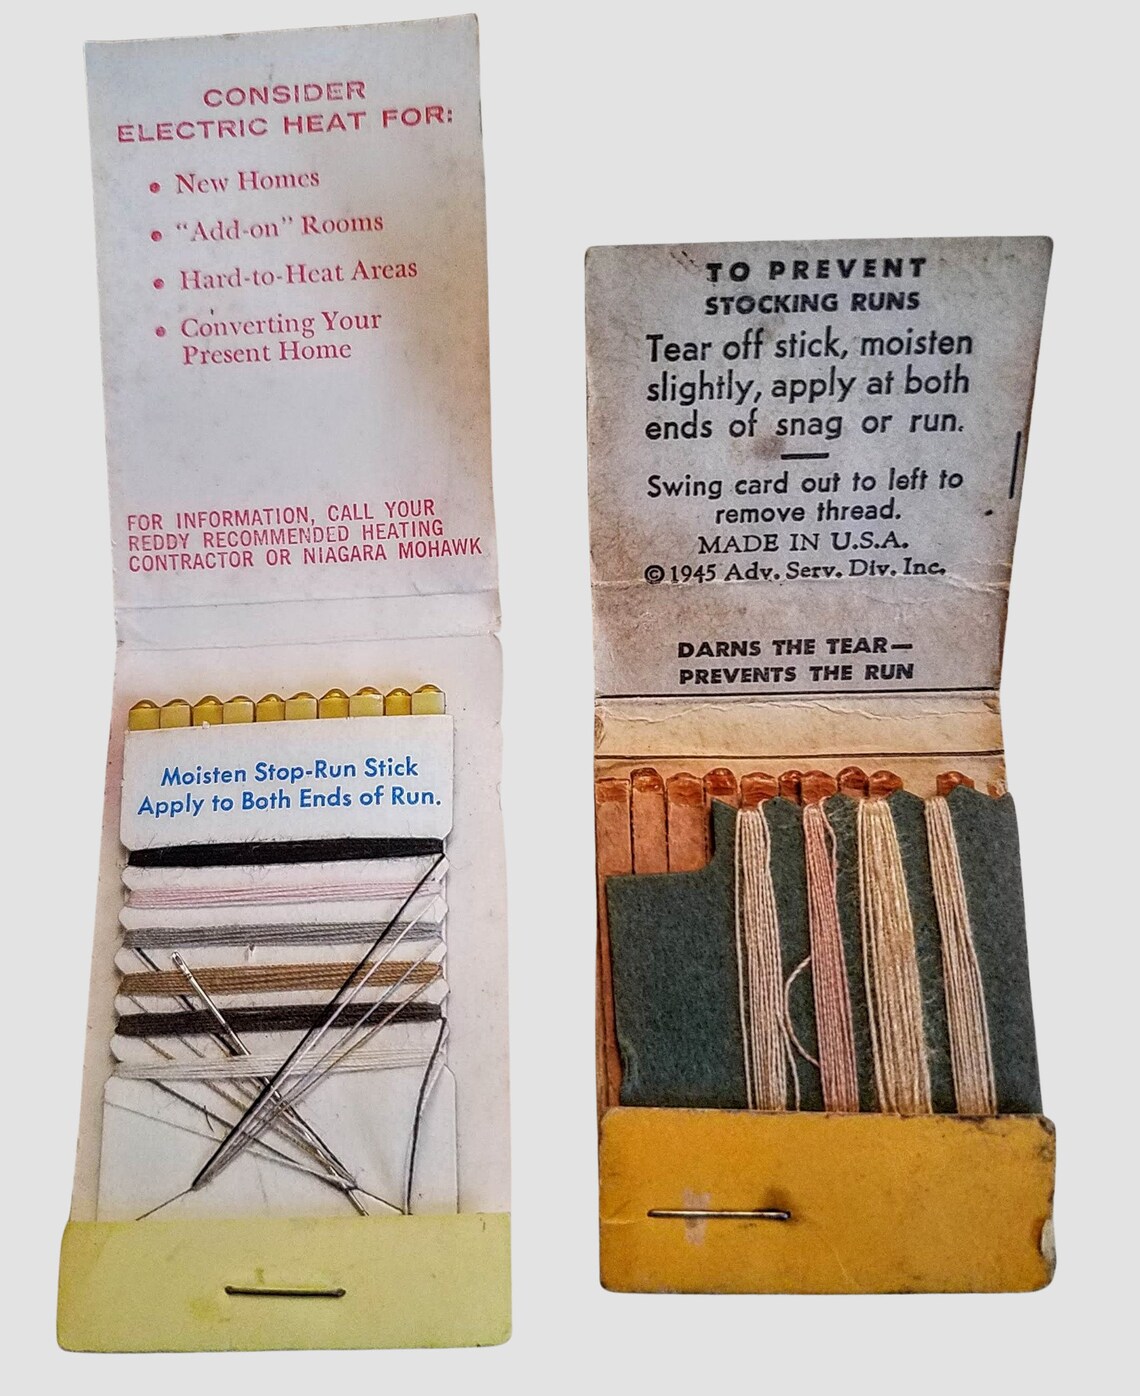 CONSIDER
ELECTRIC HEAT FOR:
• New Homes
• "Add-on" Rooms
• Hard-to-Heat Areas
• Converting Your
Present Home
FOR INFORMATION, CALL YOUR
REDDY RECOMMENDED HEATING
CONTRACTOR OR NIAGARA MOHAWK
Moisten Stop-Run Stick
Apply to Both Ends of Run.
TO PREVENT
STOCKING RUNS
Tear off stick, moisten
slightly, apply at both
ends of snag or run.
Swing card out to left to
remove thread.
MADE IN U.S.A.
© 1945 Adv. Serv. Div. Inc.
DARNS THE TEAR—
PREVENTS THE RUN